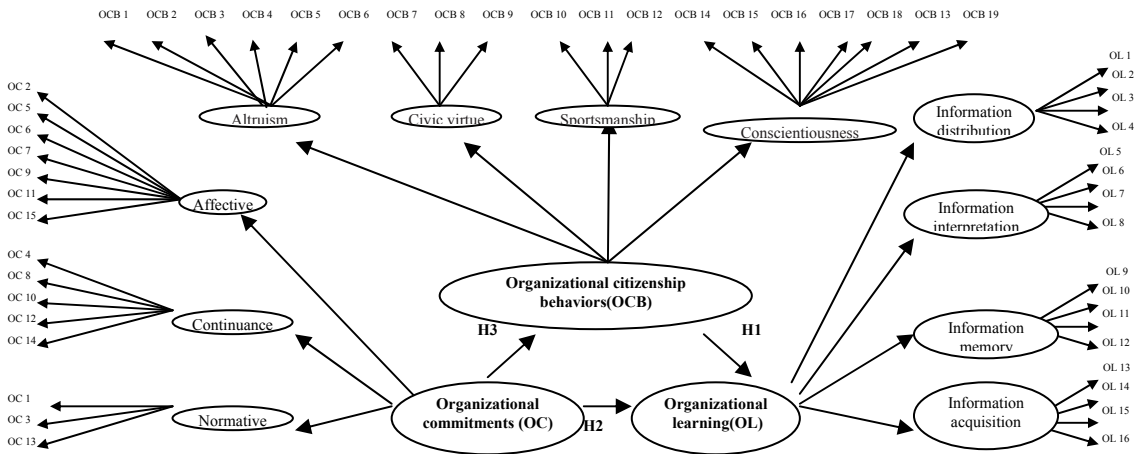 OCB 1 OCB 2 OCB 3 OCB 4 OCB 5 OCB 6 OCB 7 OCB 8 OCB 9 OCB 10 OCB 11 OCB 12 OCB 14 OCB 15 OCB 16 OCB 17 OCB 18 OCB 13 OCB 19
OL 1
OL 2
OL 3
OL 4
OC 2
OC 5
OC 6
OC 7
OC 9
OC 11
OC 15
Altruism
Civic virtue
Sportsmanship
Conscientiousness
Information
distribution
OL 5
OL 6
OL 7
OL 8
Affective
Information
interpretation
OC 4
OC 8
OC 10
OC 12
OC 14
Organizational citizenship
behaviors(OCB)
OL 9
OL 10
OL 11
OL 12
Continuance
H3
H1
Information
memory
OL 13
OL 14
OL 15
OL 16
OC 1
OC 3
OC 13
Normative
Organizational
commitments (OC)
H2
Organizational
learning(OL)
Information
acquisition